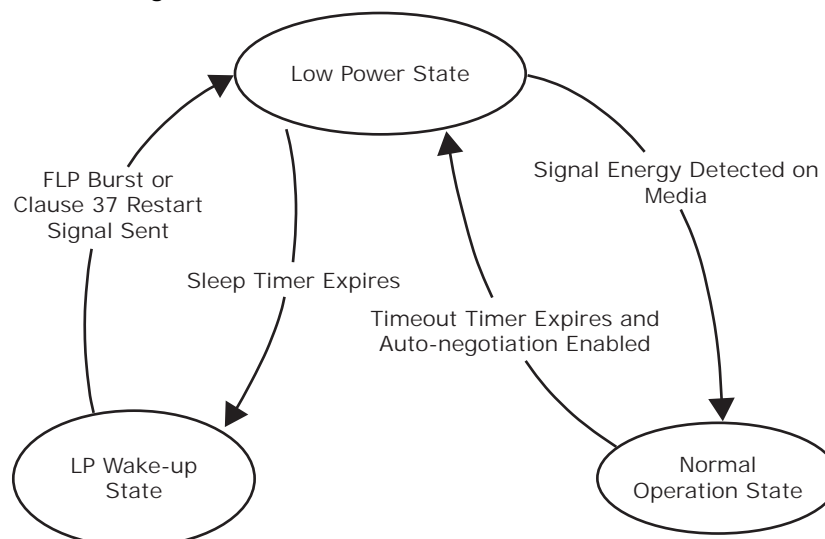 Low Power State
FLP Burst or
Clause 37 Restart
Signal Sent
Signal Energy Detected on
Media
Sleep Timer Expires
Timeout Timer Expires and
Auto-negotiation Enabled
LP Wake-up
State
Normal
Operation State